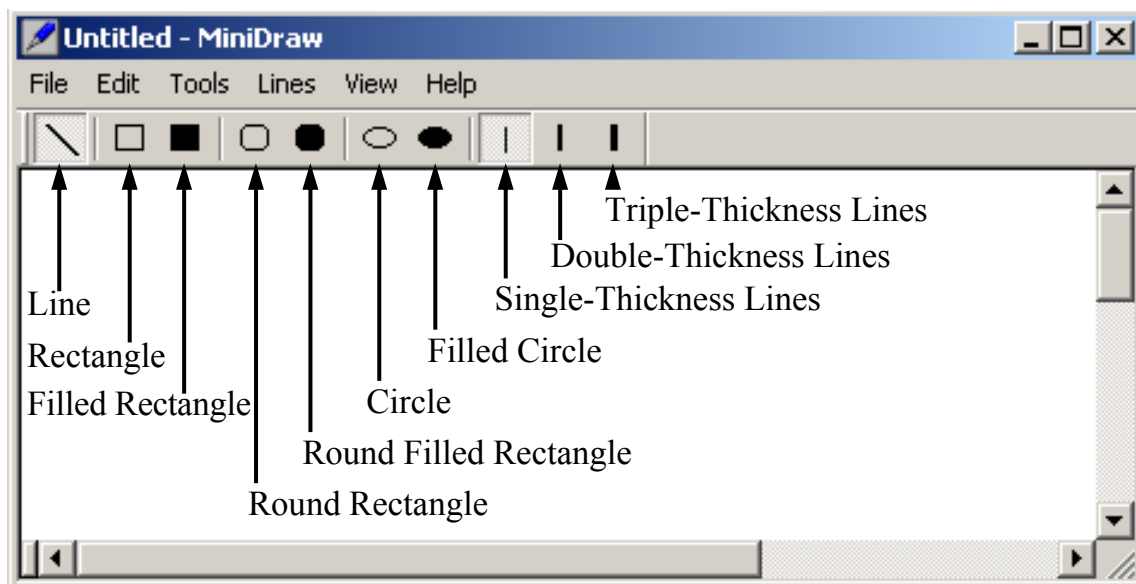 Untitled - MiniDraw
File Edit Tools Lines View Help
Triple-Thickness Lines
Double-Thickness Lines
Line
Single-Thickness Lines
Rectangle
Filled Circle
Filled Rectangle
Circle
Round Filled Rectangle
Round Rectangle